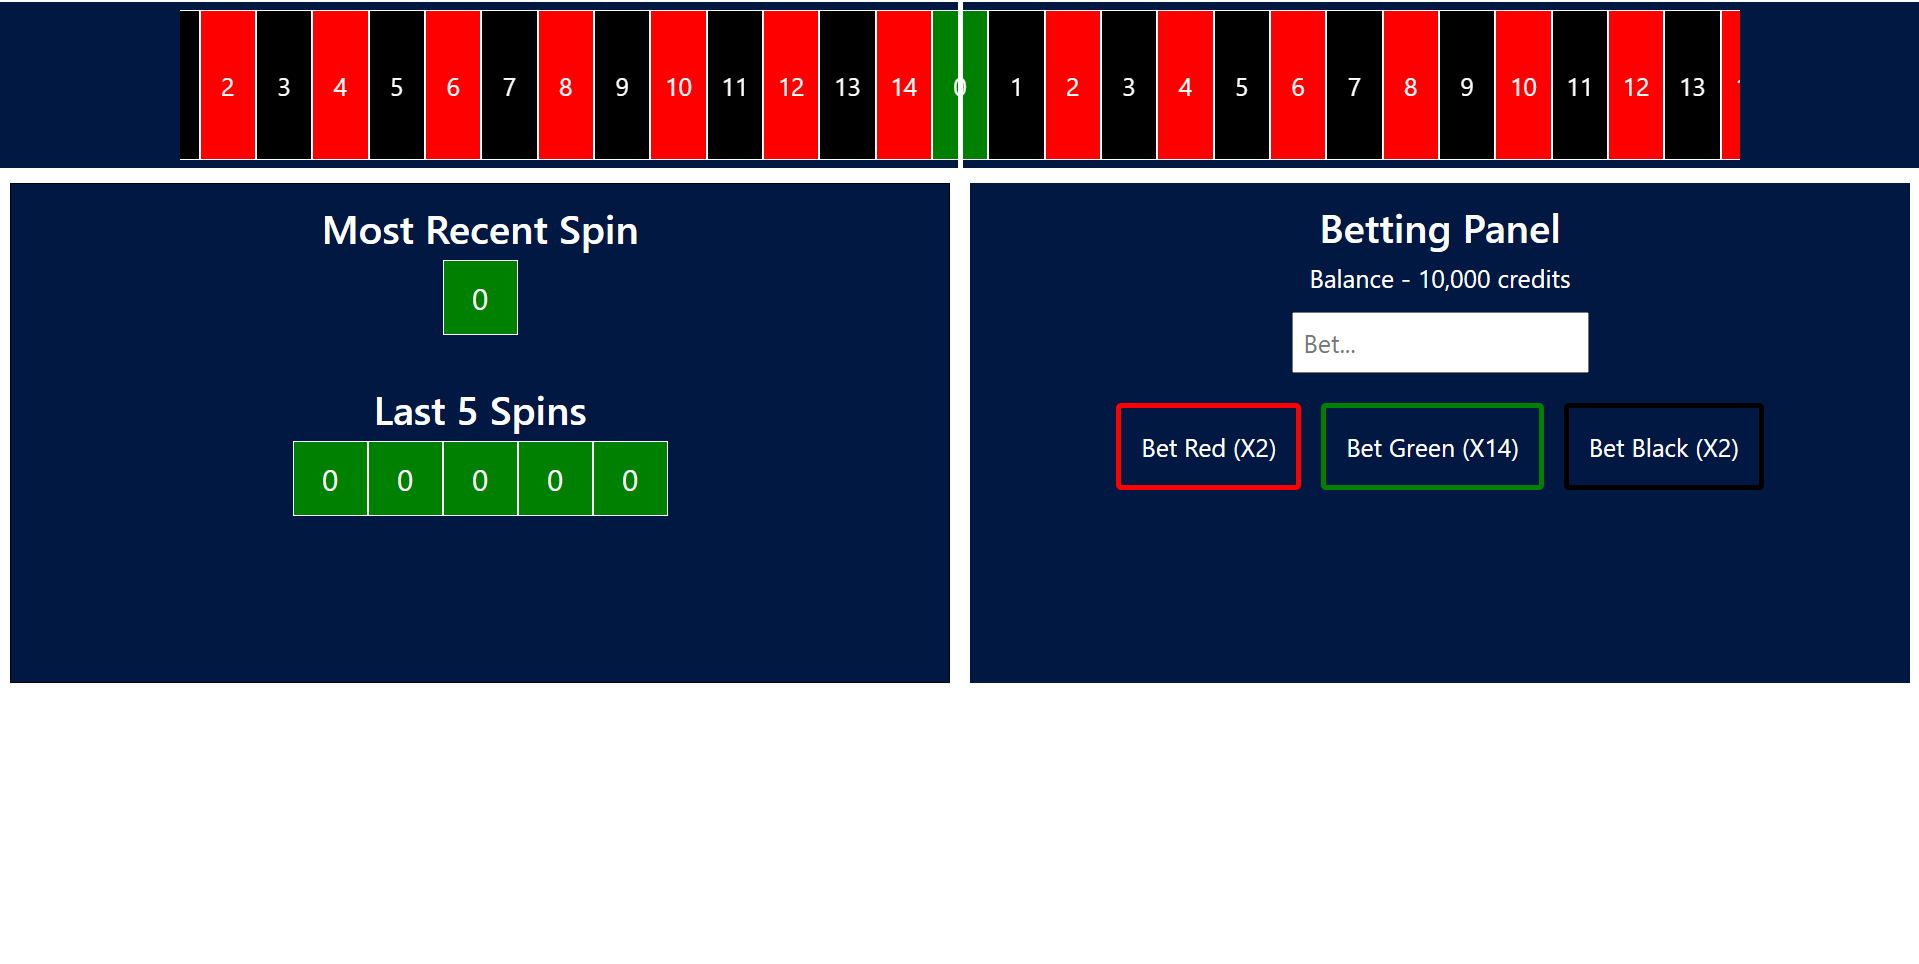 2 3 4 5 6 7 8 9 10 11 12 13 14 0 1 2 3 4 5 6 7 8 9 10 11 12 13
Most Recent Spin
0
Last 5 Spins
0 0 0 0 0
Betting Panel
Balance - 10,000 credits
Bet...
Bet Red (X2) Bet Green (X14) Bet Black (X2)